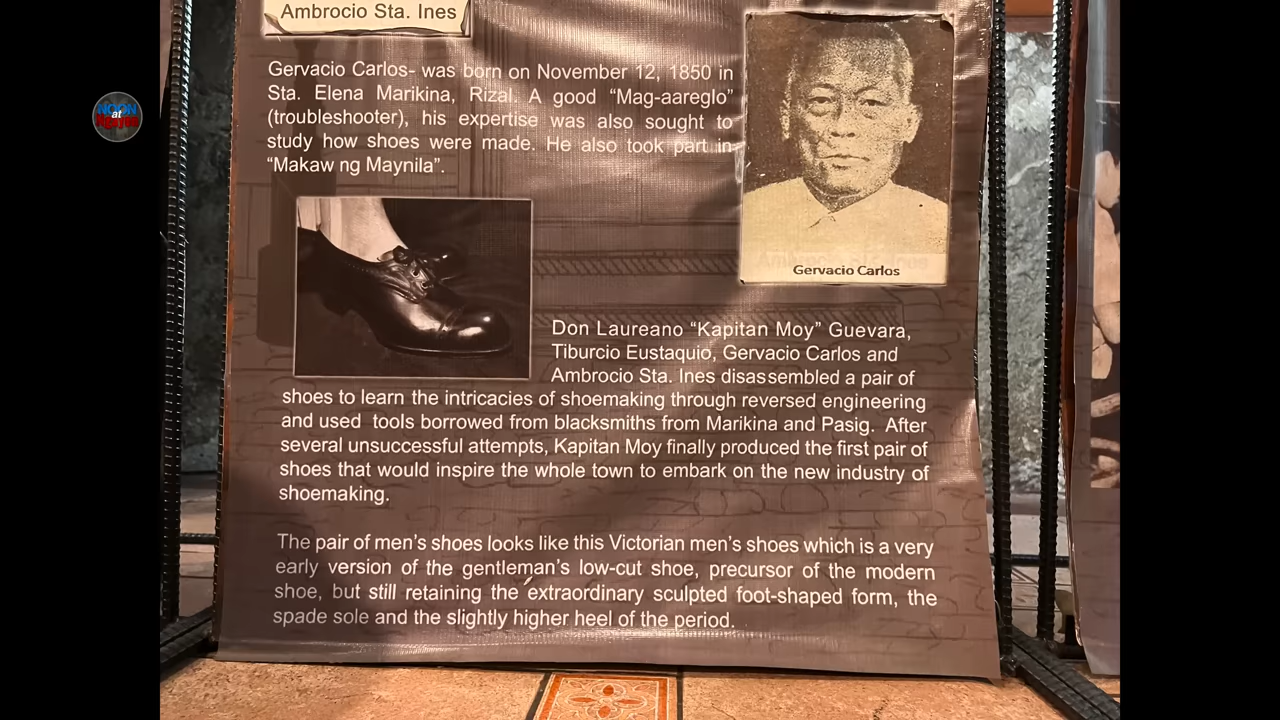 Ambrocio Sta. Ines
NOON
at
Ngayon
Gervacio Carlos- was born on November 12, 1850 in
Sta. Elena Marikina, Rizal. A good “Mag-aareglo”
(troubleshooter), his expertise was also sought to
study how shoes were made. He also took part in
“Makaw ng Maynila”.
Gervacio Carlos
Don Laureano “Kapitan Moy” Guevara,
Tiburcio Eustaquio, Gervacio Carlos and
Ambrocio Sta. Ines disassembled a pair of
shoes to learn the intricacies of shoemaking through reversed engineering
and used tools borrowed from blacksmiths from Marikina and Pasig. After
several unsuccessful attempts, Kapitan Moy finally produced the first pair of
shoes that would inspire the whole town to embark on the new industry of
shoemaking.
The pair of men’s shoes looks like this Victorian men’s shoes which is a very
early version of the gentleman’s low-cut shoe, precursor of the modern
shoe, but still retaining the extraordinary sculpted foot-shaped form, the
spade sole and the slightly higher heel of the period.